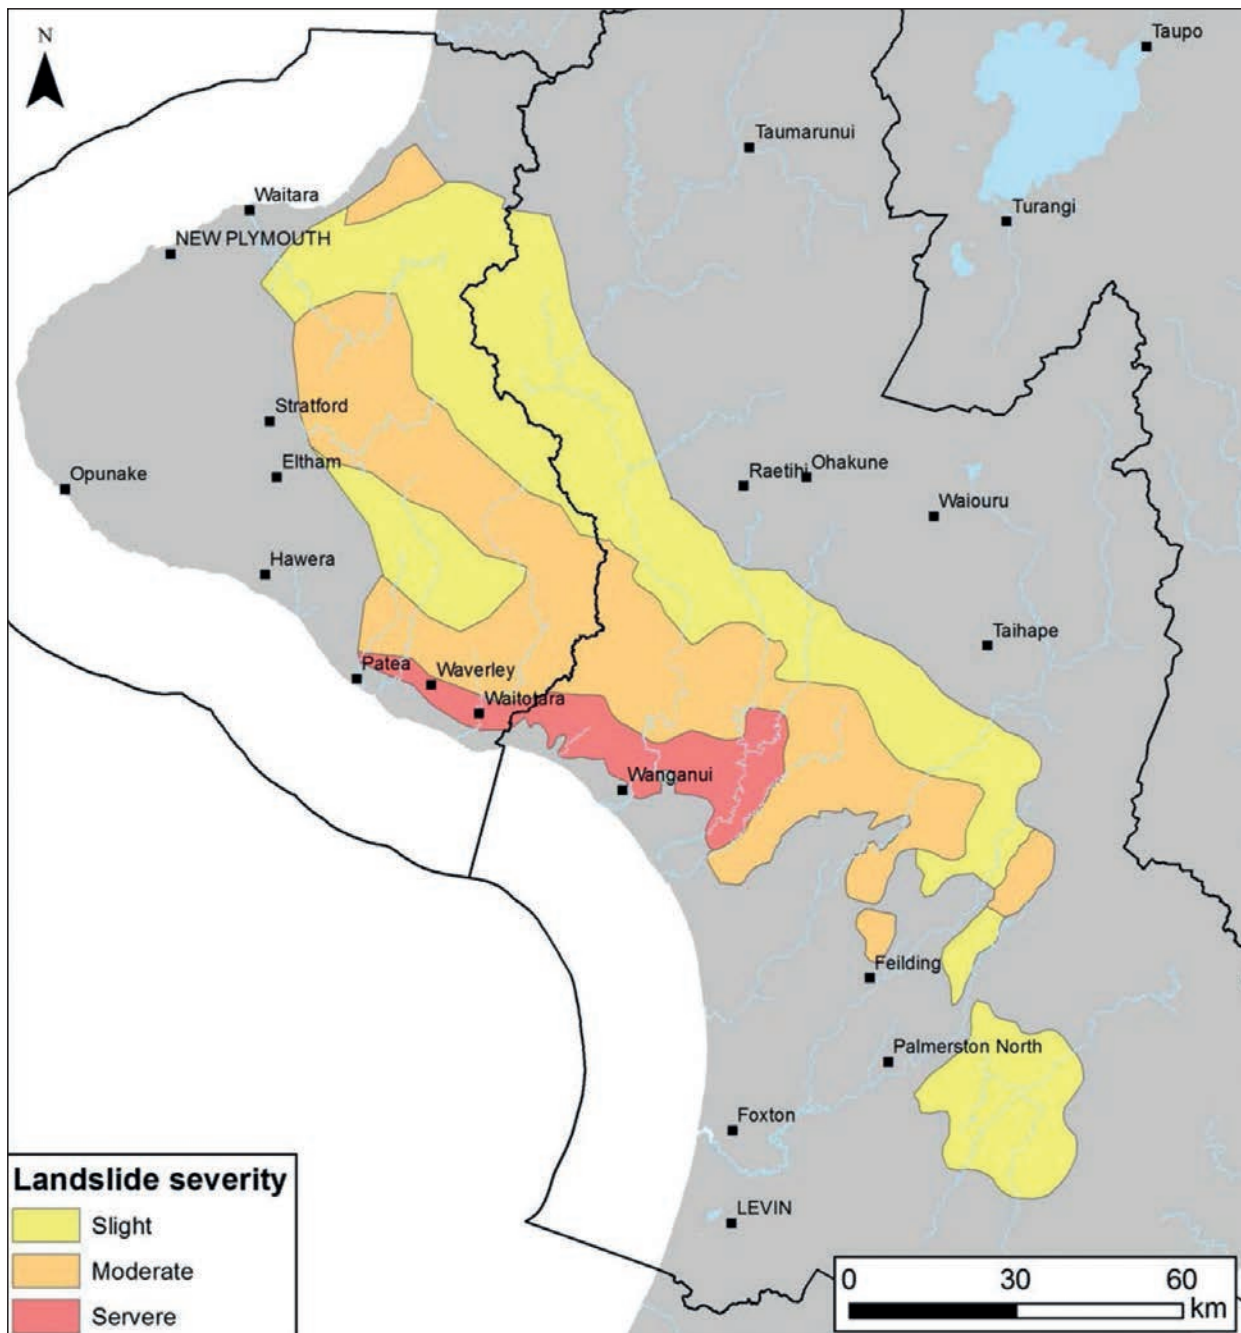 N
Taupo
Taumarunui
Waitara
Turangi
NEW PLYMOUTH
Stratford
Eltham
Raetihi
Ohakune
Opunake
Waiouru
Hawera
Taihape
Patea
Waverley
Waitotara
Wanganui
Feilding
Palmerston North
Foxton
LEVIN
Landslide severity
Slight
Moderate
Servere
0 30 60
km